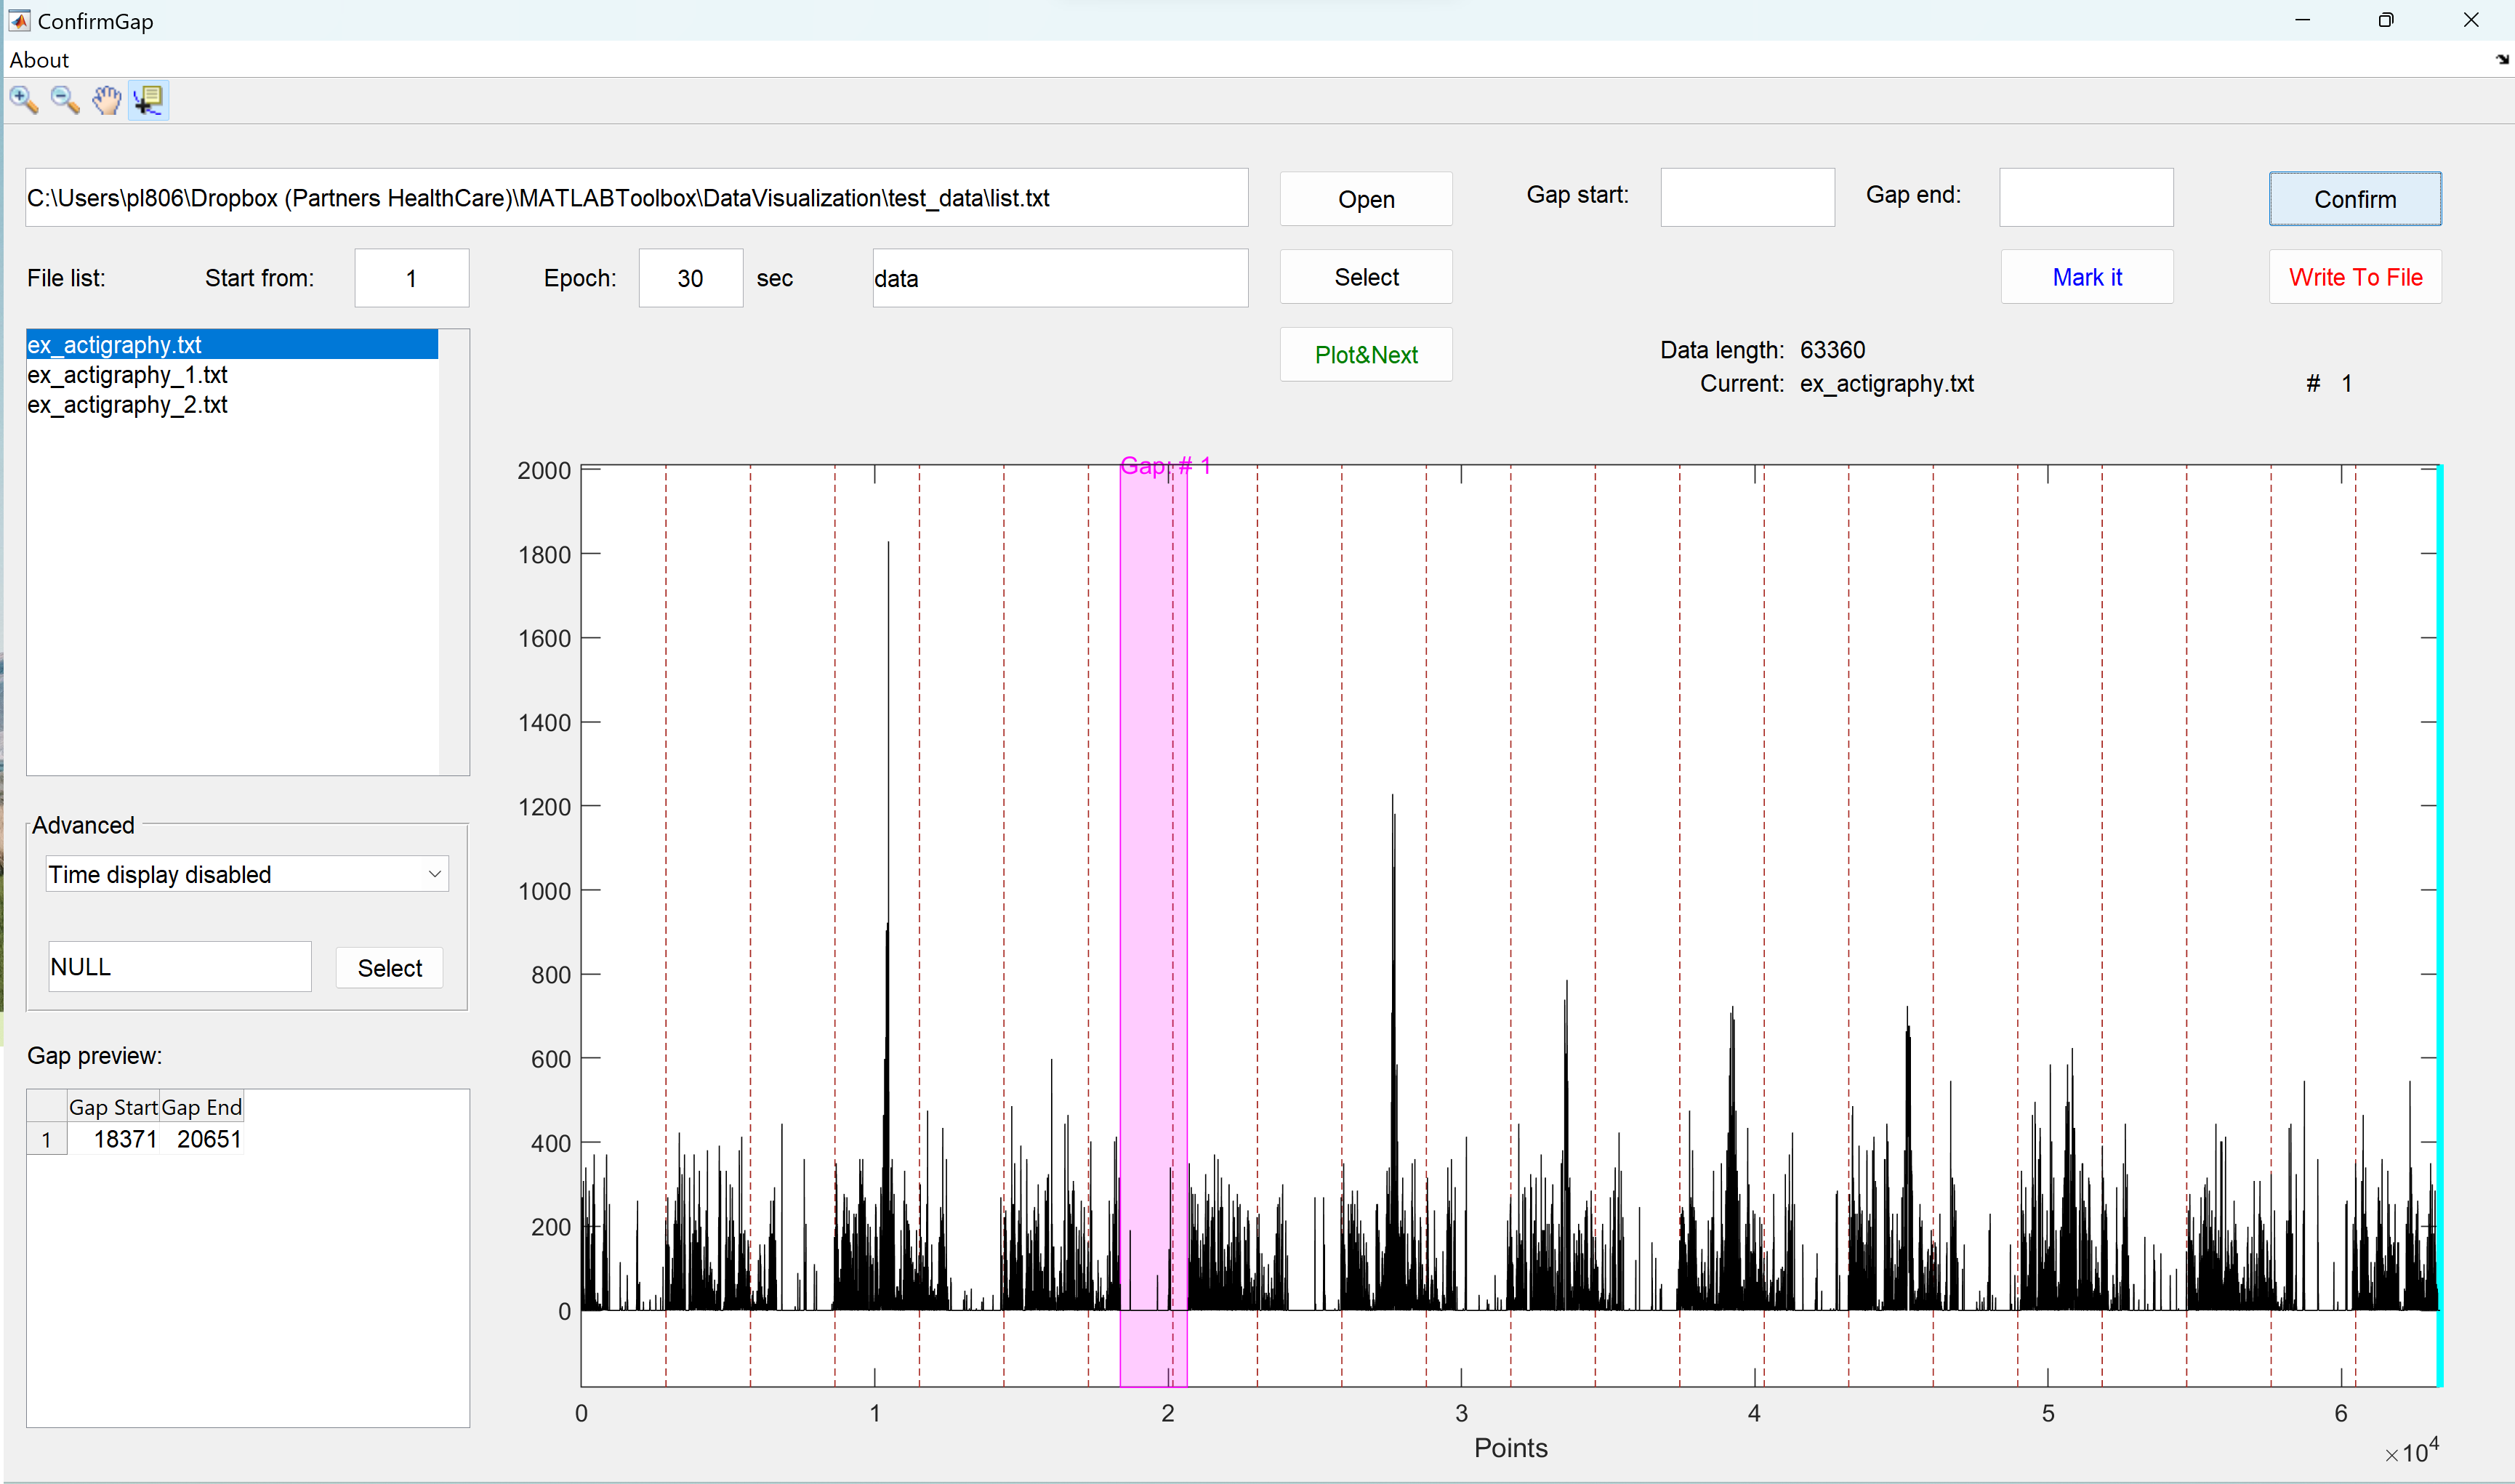 ConfirmGap
About
C:\Users\pl806\Dropbox (Partners HealthCare)\MATLABToolbox\DataVisualization\test_data\list.txt
Open
Gap start:
Gap end:
Confirm
File list:
Start from:
1
Epoch:
30
sec
data
Select
Mark it
Write To File
Plot&Next
ex_actigraphy.txt
ex_actigraphy_1.txt
ex_actigraphy_2.txt
Data length: 63360
Current: ex_actigraphy.txt
# 1
Advanced
Time display disabled
NULL
Select
Gap preview:
Gap Start Gap End
1 18371 20651
Gap: # 1
2000
1800
1600
1400
1200
1000
800
600
400
200
0
0 1 2 3 4 5 6
Points
×10⁴